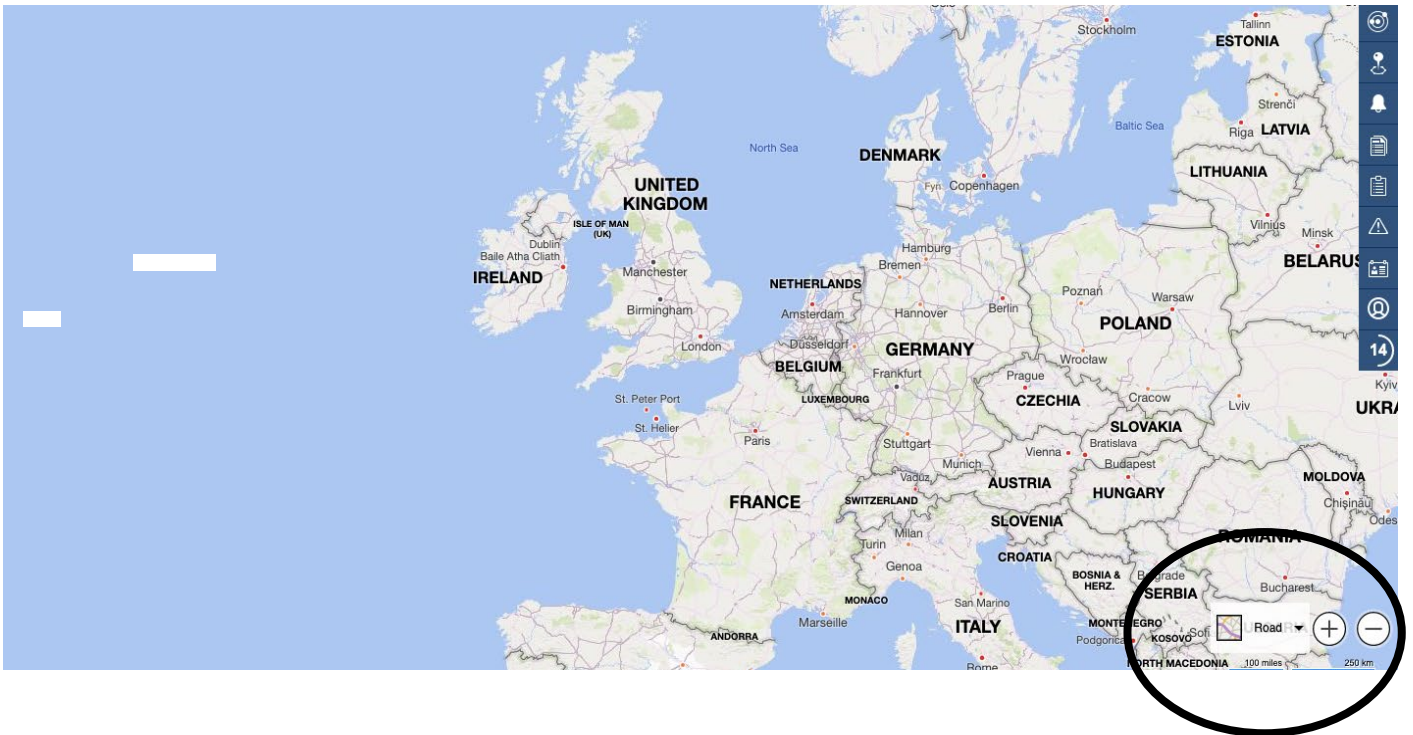 Stockholm
Tallinn
ESTONIA
Strenči
Riga
LATVIA
Baltic Sea
North Sea
DENMARK
LITHUANIA
UNITED
KINGDOM
Fyn
Copenhagen
ISLE OF MAN
(UK)
Vilnius
Minsk
Dublin
Baile Atha Cliath
Hamburg
Bremen
BELARUS
IRELAND
Manchester
NETHERLANDS
Poznań
Warsaw
Birmingham
Amsterdam
Hannover
Berlin
POLAND
14
London
Düsseldorf
GERMANY
Wrocław
BELGIUM
Frankfurt
Prague
Kyiv
St. Peter Port
LUXEMBOURG
CZECHIA
Cracow
Lviv
UKRA
St. Helier
SLOVAKIA
Paris
Stuttgart
Vienna
Bratislava
Munich
Budapest
Vaduz
AUSTRIA
MOLDOVA
FRANCE
SWITZERLAND
HUNGARY
Chișinău
Odes
SLOVENIA
Milan
ROMANIA
Turin
CROATIA
Genoa
BOSNIA &
HERZ.
Belgrade
Bucharest
MONACO
San Marino
SERBIA
Marseille
ITALY
MONTENEGRO
ANDORRA
Podgorica
KOSOVO
Sofi
Road
Rome
NORTH MACEDONIA
100 miles
250 km